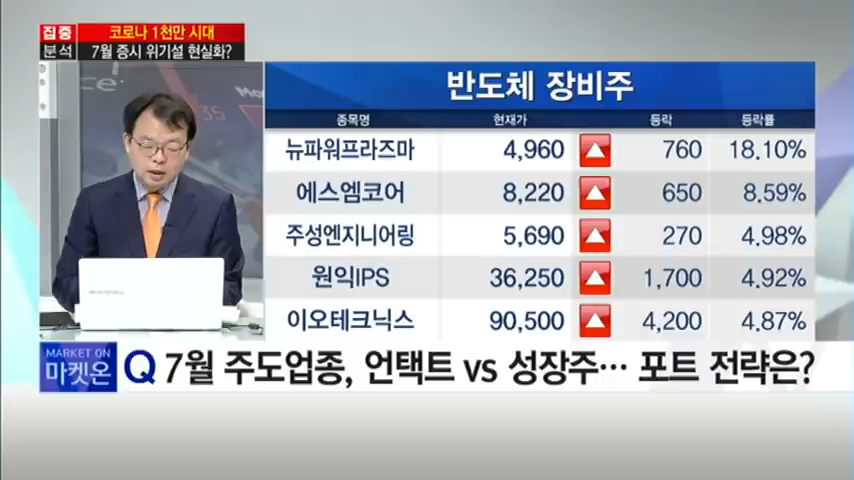 집중
분석
코로나 1천만 시대
7월 증시 위기설 현실화?
반도체 장비주
종목명 현재가 등락 등락률
뉴파워프라즈마 4,960 760 18.10%
에스엠코어 8,220 650 8.59%
주성엔지니어링 5,690 270 4.98%
원익IPS 36,250 1,700 4.92%
이오테크닉스 90,500 4,200 4.87%
MARKET ON
마켓온
Q 7월 주도업종, 언택트 vs 성장주… 포트 전략은?